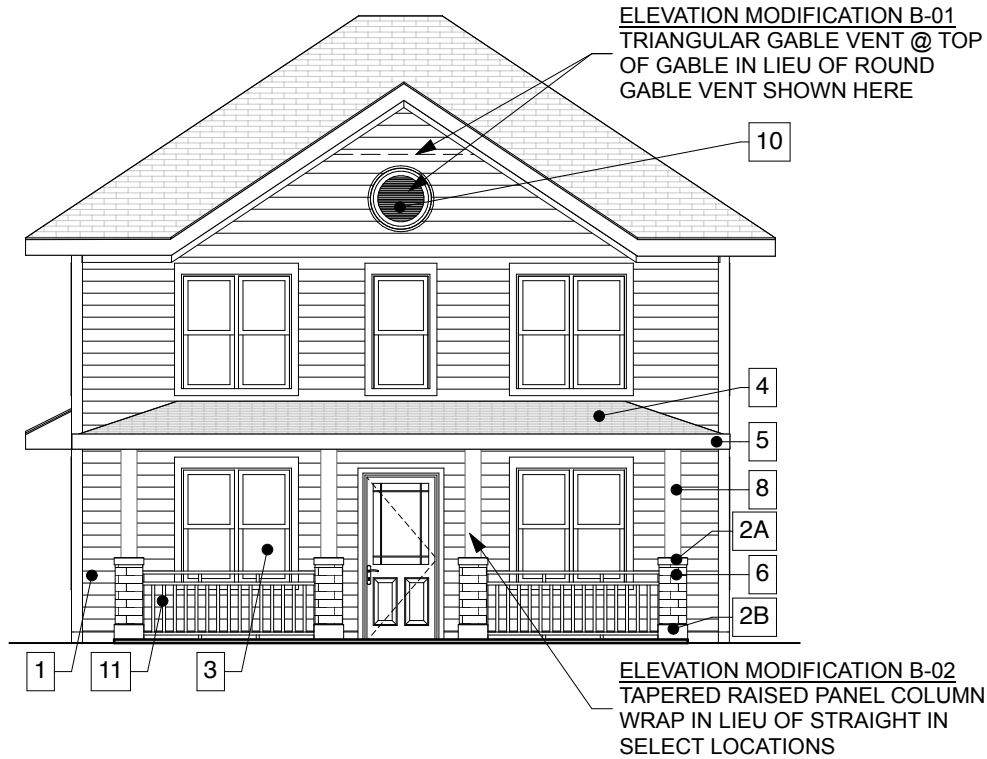 ELEVATION MODIFICATION B-01
TRIANGULAR GABLE VENT @ TOP
OF GABLE IN LIEU OF ROUND
GABLE VENT SHOWN HERE
10
4
5
8
2A
6
2B
1
11
3
ELEVATION MODIFICATION B-02
TAPERED RAISED PANEL COLUMN
WRAP IN LIEU OF STRAIGHT IN
SELECT LOCATIONS